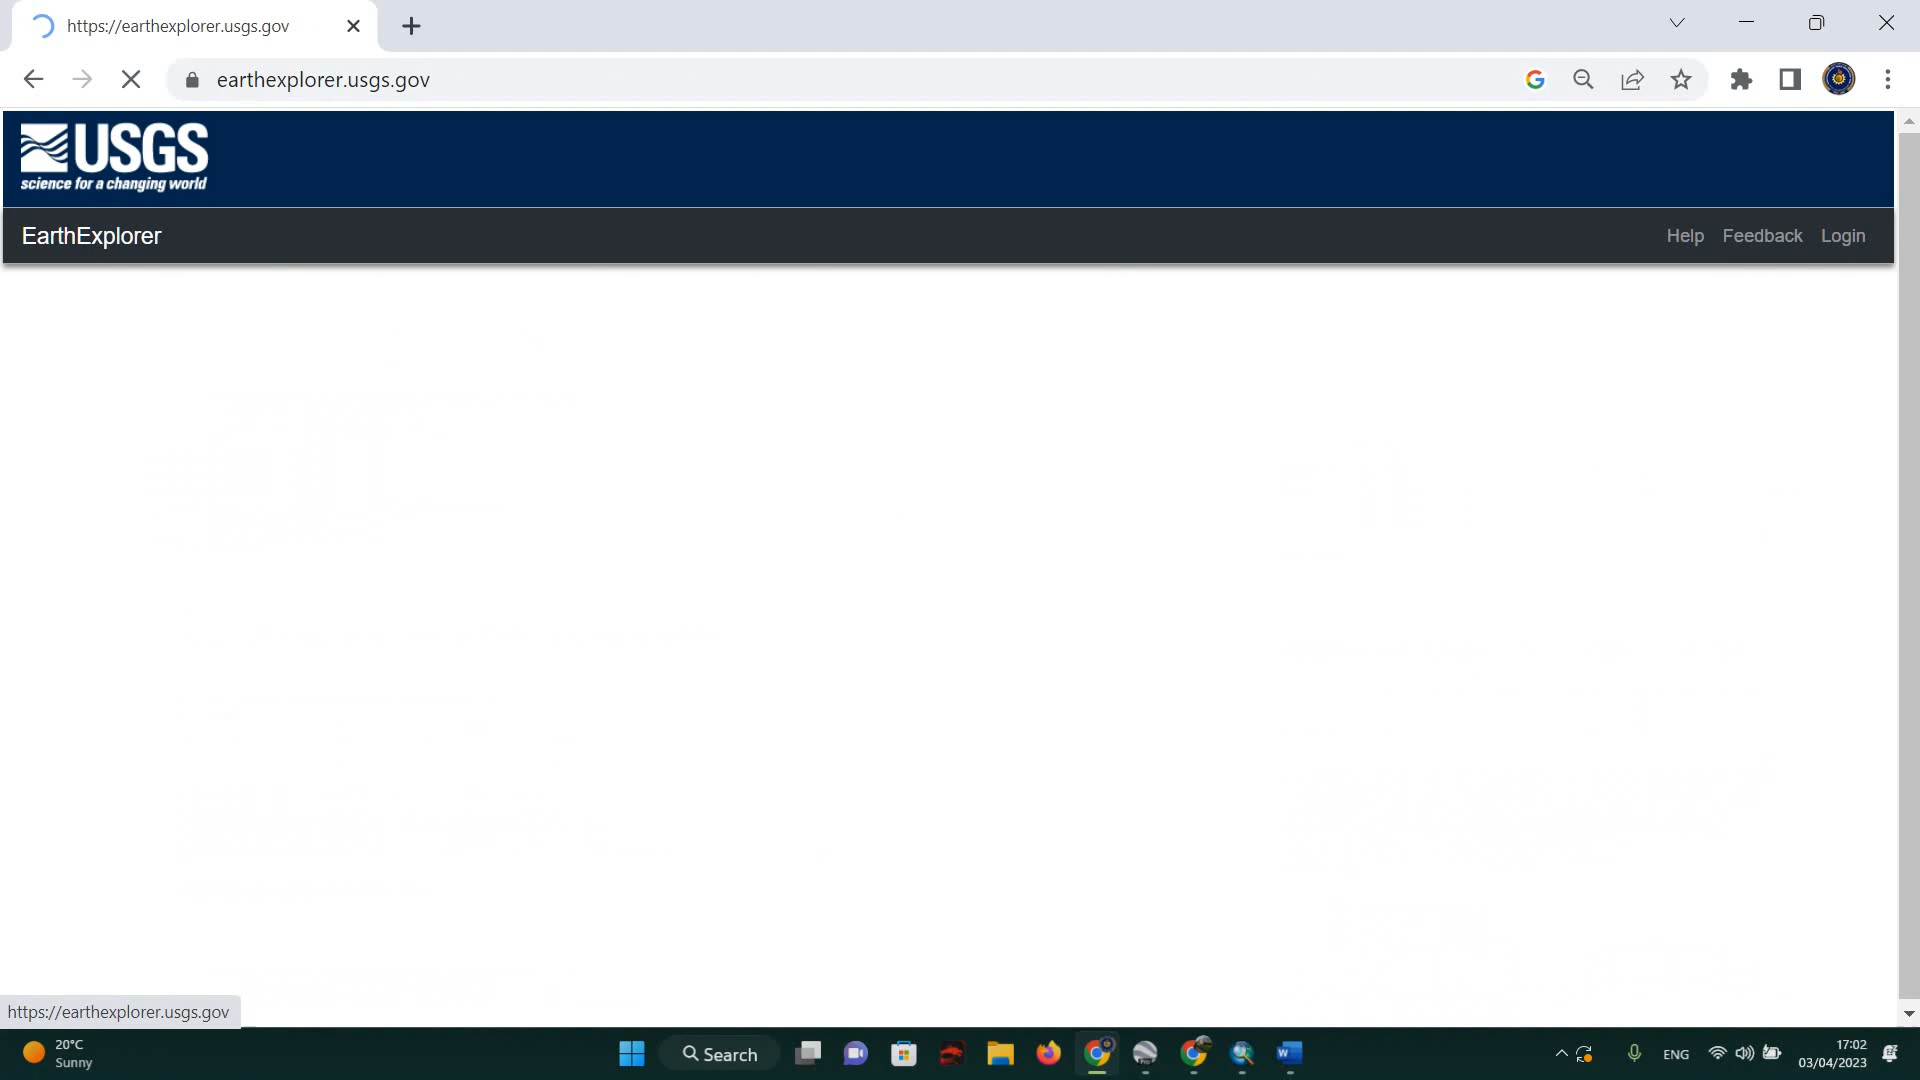 https://earthexplorer.usgs.gov
earthexplorer.usgs.gov
USGS
science for a changing world
EarthExplorer
Help Feedback Login
https://earthexplorer.usgs.gov
20°C
Sunny
Search
ENG
17:02
03/04/2023